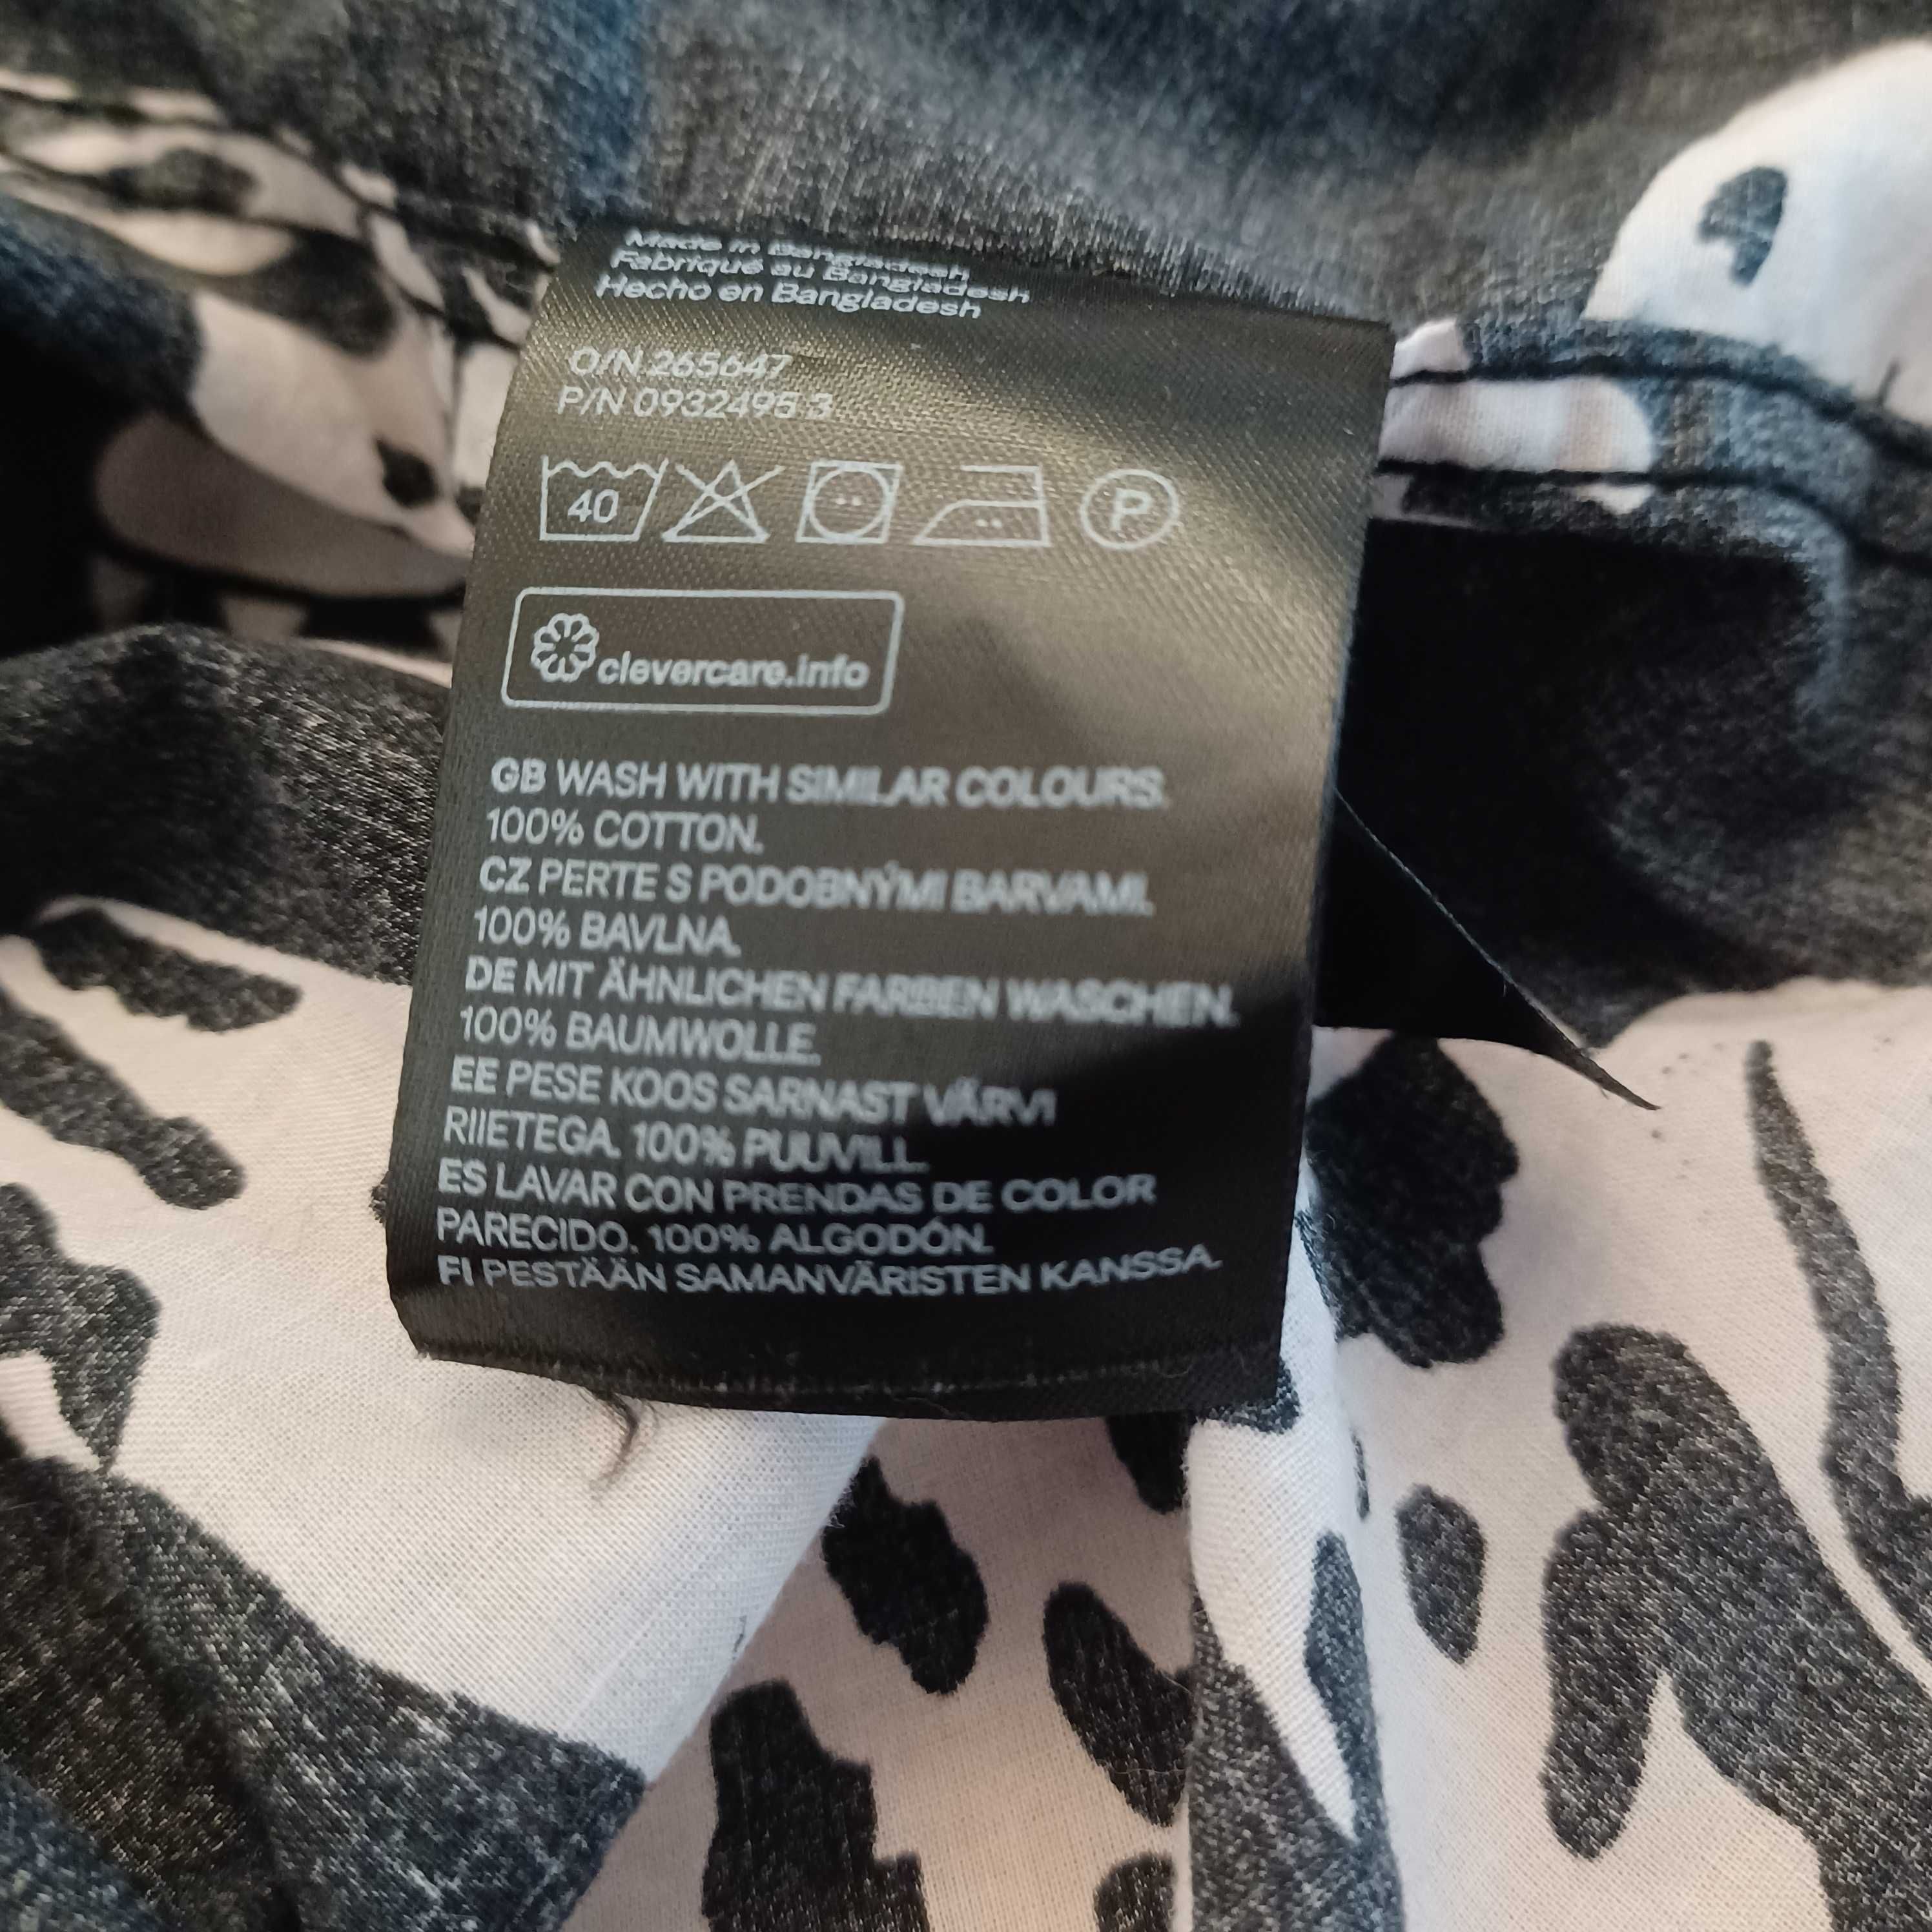 Made in Bangladesh
Fabriqué au Bangladesh
Hecho en Bangladesh
O/N 265647
P/N 0932495 3
40
P
clevercare.info
GB WASH WITH SIMILAR COLOURS.
100% COTTON.
CZ PERTE S PODOBNÝMI BARVAMI.
100% BAVLNA.
DE MIT ÄHNLICHEN FARBEN WASCHEN.
100% BAUMWOLLE.
EE PESE KOOS SARNAST VÄRVI
RIIETEGA. 100% PUUVILL.
ES LAVAR CON PRENDAS DE COLOR
PARECIDO. 100% ALGODÓN.
FI PESTÄÄN SAMANVÄRISTEN KANSSA.